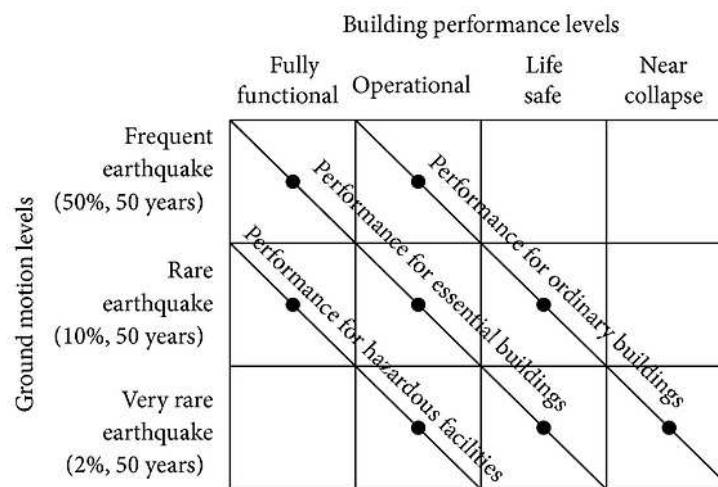 Building performance levels
Fully
functional
Operational
Life
safe
Near
collapse
Ground motion levels
Frequent
earthquake
(50%, 50 years)
Rare
earthquake
(10%, 50 years)
Very rare
earthquake
(2%, 50 years)
Performance for ordinary buildings
Performance for essential buildings
Performance for hazardous facilities